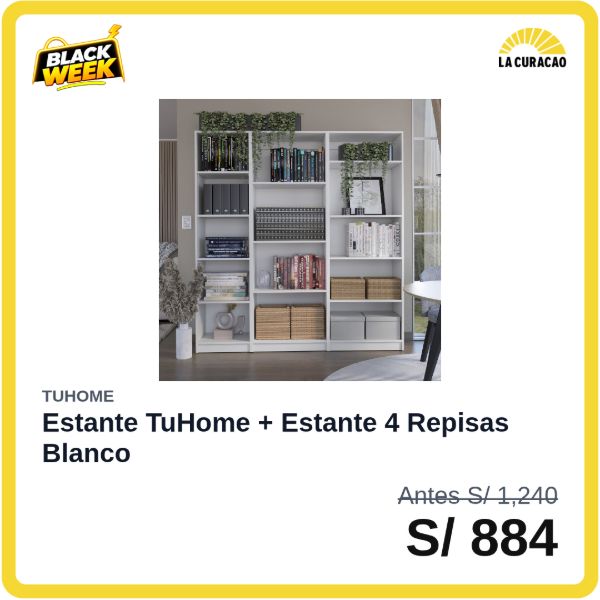 BLACK
WEEK
LA CURACAO
TUHOME
Estante TuHome + Estante 4 Repisas
Blanco
Antes S/ 1,240
S/ 884